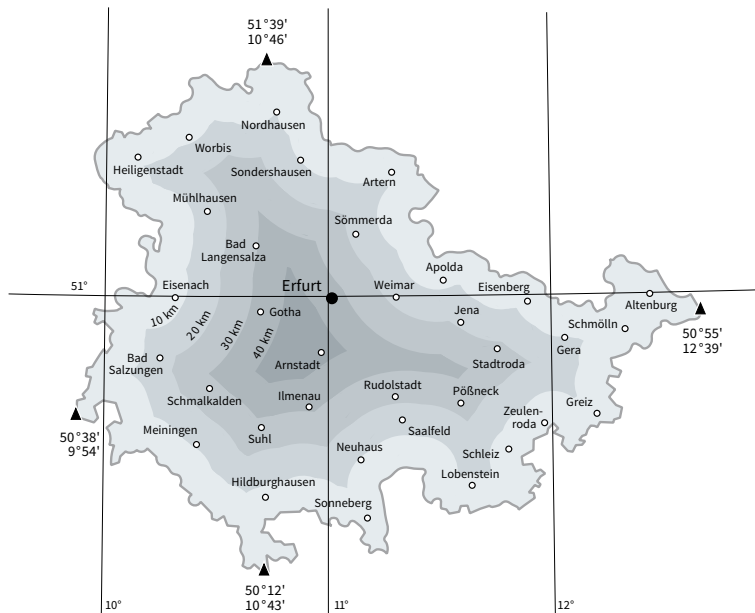 51°39'
10°46'
Nordhausen
Worbis
Heiligenstadt
Sondershausen
Artern
Mühlhausen
Sömmerda
Bad
Langensalza
Apolda
51°
Eisenach
Erfurt
Weimar
Eisenberg
Altenburg
10 km
20 km
30 km
40 km
Gotha
Jena
Schmölln
50°55'
12°39'
Gera
Bad
Salzungen
Arnstadt
Stadtroda
Schmalkalden
Ilmenau
Rudolstadt
Pößneck
Greiz
Zeulen-
roda
50°38'
9°54'
Meiningen
Suhl
Saalfeld
Neuhaus
Schleiz
Lobenstein
Hildburghausen
Sonneberg
50°12'
10°43'
10°
11°
12°